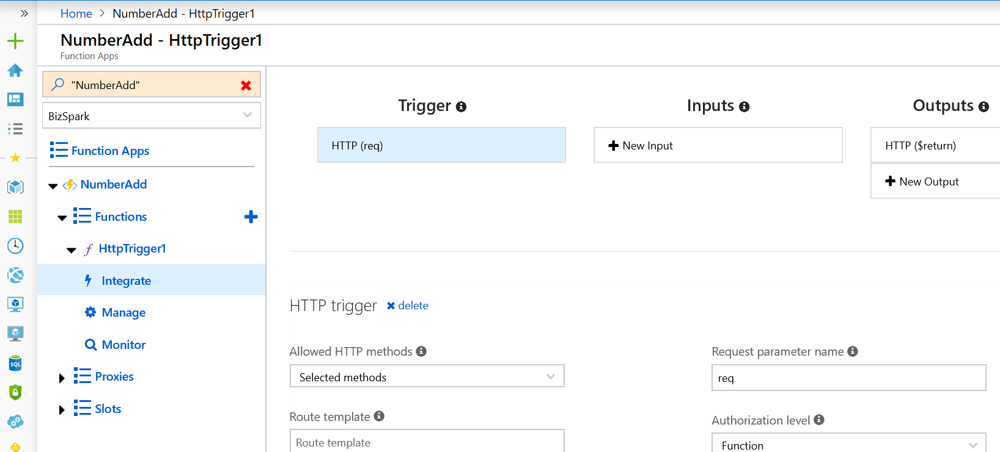 Home > NumberAdd - HttpTrigger1
NumberAdd - HttpTrigger1
Function Apps
"NumberAdd"
BizSpark
Function Apps
NumberAdd
Functions
HttpTrigger1
Integrate
Manage
Monitor
Proxies
Slots
SQL
Trigger
HTTP (req)
Inputs
New Input
Outputs
HTTP ($return)
New Output
HTTP trigger delete
Allowed HTTP methods
Selected methods
Request parameter name
req
Route template
Route template
Authorization level
Function